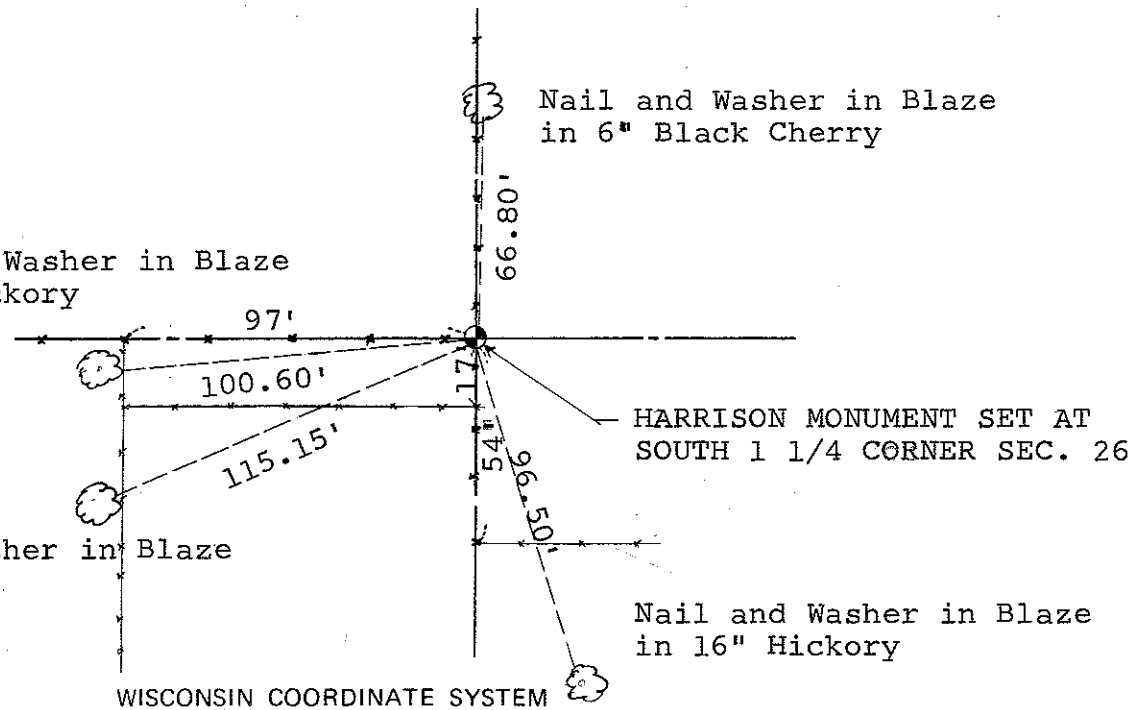 Nail and Washer in Blaze
in 6" Black Cherry
66.80'
Washer in Blaze
97'
100.60'
17'
HARRISON MONUMENT SET AT
SOUTH 1 1/4 CORNER SEC. 26
115.15'
54"
96.50'
in Blaze
Nail and Washer in Blaze
in 16" Hickory
WISCONSIN COORDINATE SYSTEM